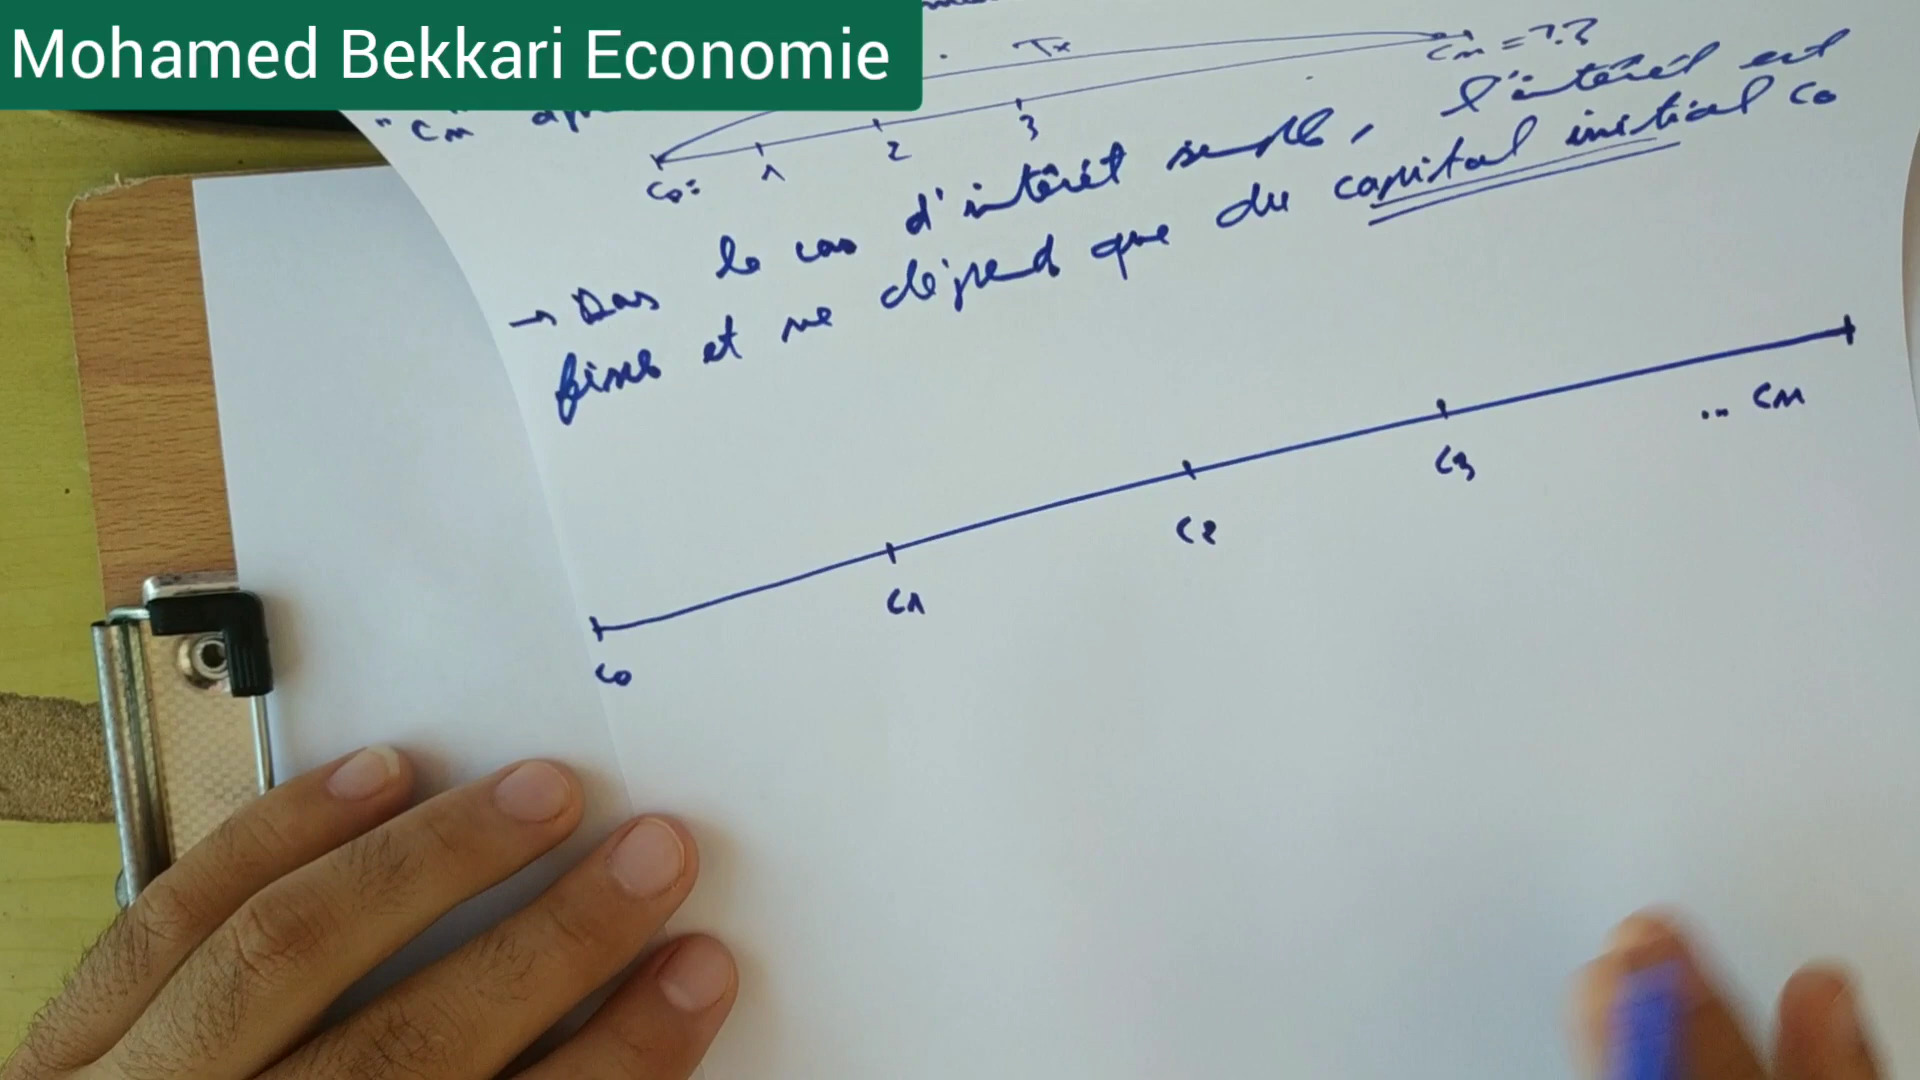 Mohamed Bekkari Economie
Tx
Cn = ? ?
"Cn"
C0 = 1 2 3
→ Dans le cas d'intérêt simple, l'intérêt est
fixe et ne dépend que du capital initial C0
C0 C1 C2 C3 ... Cn